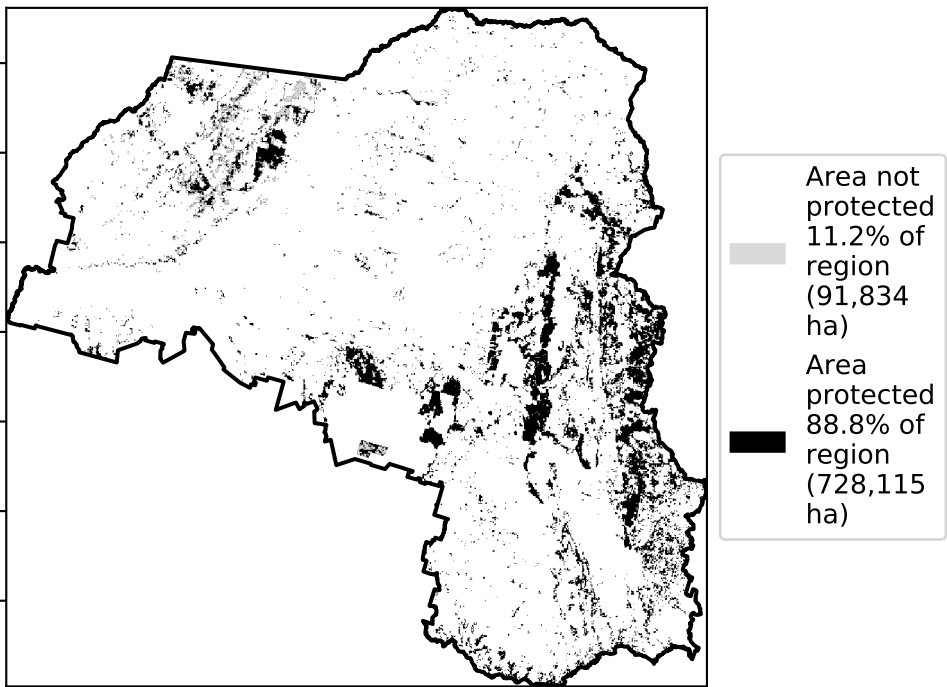 Area not
protected
11.2% of
region
(91,834
ha)
Area
protected
88.8% of
region
(728,115
ha)